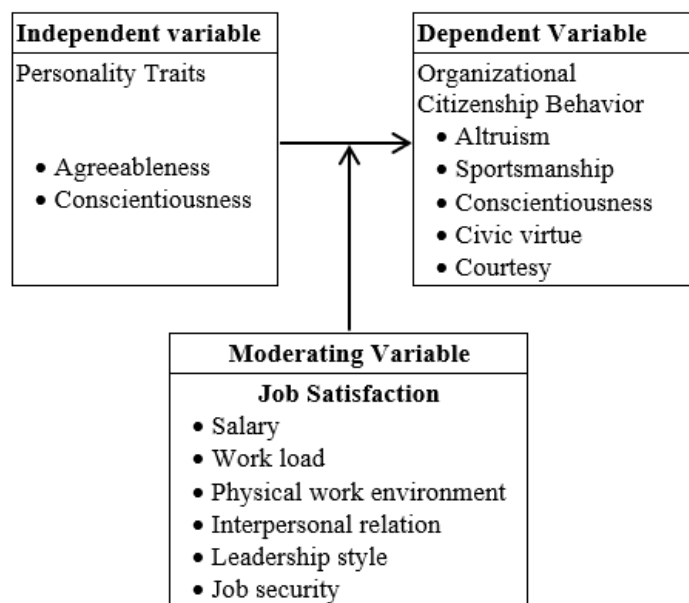 Independent variable
Personality Traits
• Agreeableness
• Conscientiousness
Dependent Variable
Organizational
Citizenship Behavior
• Altruism
• Sportsmanship
• Conscientiousness
• Civic virtue
• Courtesy
Moderating Variable
Job Satisfaction
• Salary
• Work load
• Physical work environment
• Interpersonal relation
• Leadership style
• Job security